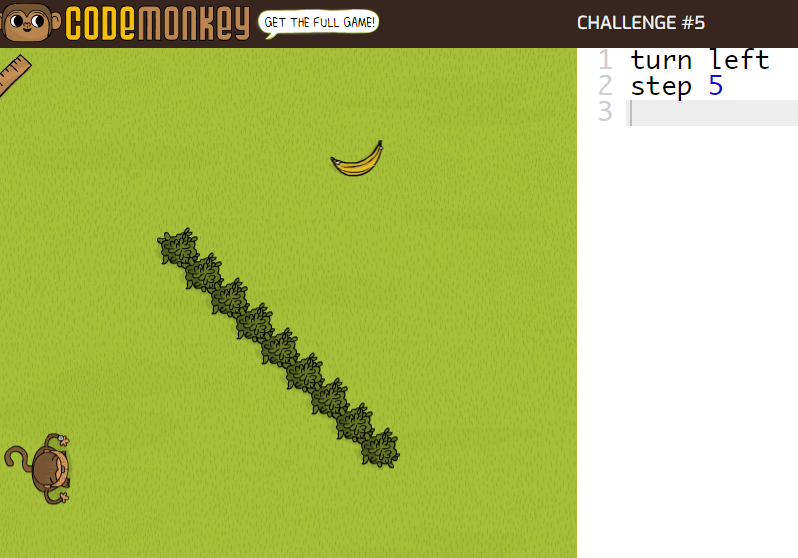 CODEMONKEY
GET THE FULL GAME!
CHALLENGE #5
1 turn left
2 step 5
3